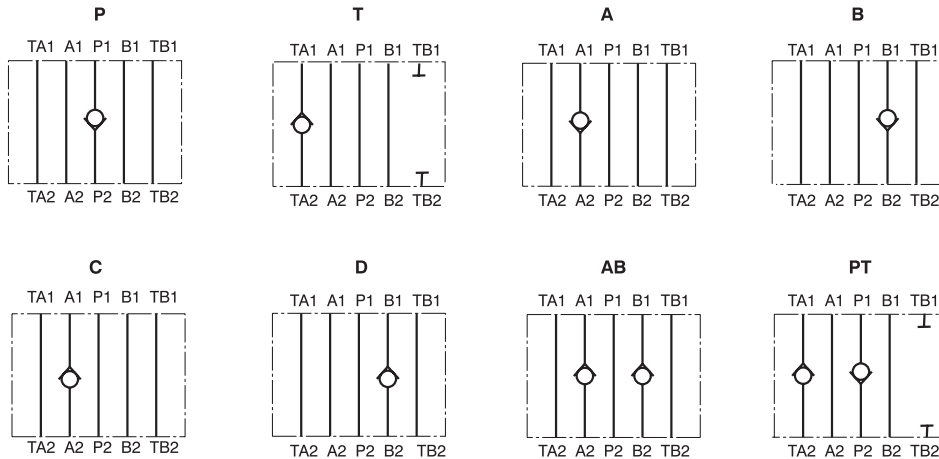 P T A B
TA1 A1 P1 B1 TB1 TA1 A1 P1 B1 TB1 TA1 A1 P1 B1 TB1 TA1 A1 P1 B1 TB1
TA2 A2 P2 B2 TB2 TA2 A2 P2 B2 TB2 TA2 A2 P2 B2 TB2 TA2 A2 P2 B2 TB2
C D AB PT
TA1 A1 P1 B1 TB1 TA1 A1 P1 B1 TB1 TA1 A1 P1 B1 TB1 TA1 A1 P1 B1 TB1
TA2 A2 P2 B2 TB2 TA2 A2 P2 B2 TB2 TA2 A2 P2 B2 TB2 TA2 A2 P2 B2 TB2